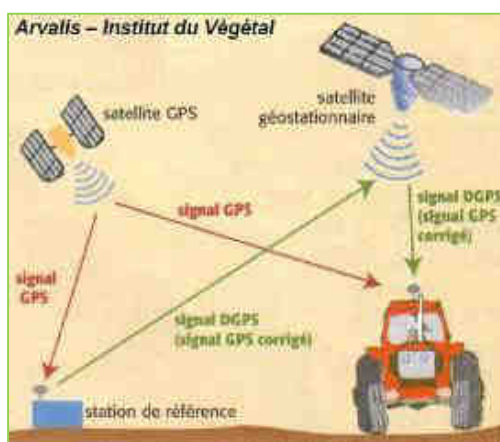 Arvalis – Institut du Végétal
satellite GPS
satellite
géostationnaire
signal GPS
signal DGPS
(signal GPS
corrigé)
signal
GPS
signal DGPS
(signal GPS corrigé)
station de référence